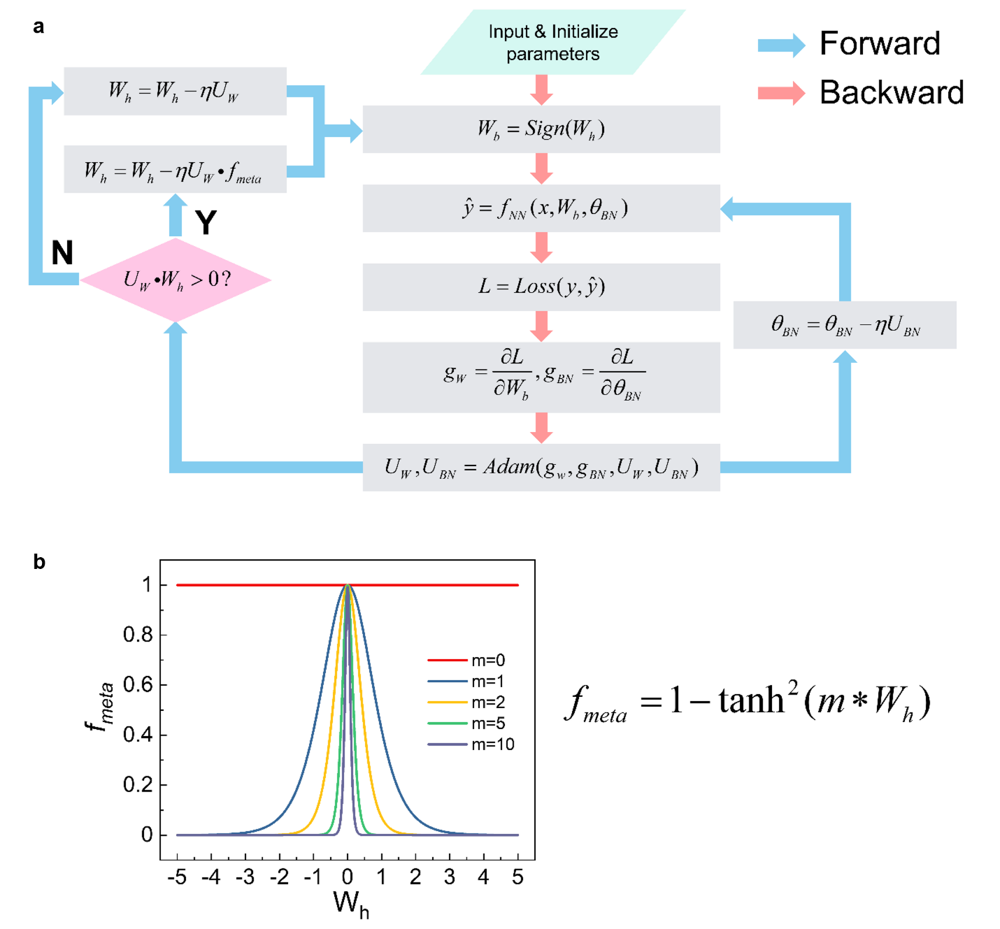 a
Input & Initialize
parameters
Forward
Backward
W_h = W_h − ηU_W
W_h = W_h − ηU_W • f_meta
Y
N
U_W • W_h > 0 ?
W_b = Sign(W_h)
ŷ = f_NN (x, W_b, θ_BN)
L = Loss(y, ŷ)
g_W = ∂L/∂W_b, g_BN = ∂L/∂θ_BN
U_W, U_BN = Adam(g_w, g_BN, U_W, U_BN)
θ_BN = θ_BN − ηU_BN
b
1
0.8
0.6
0.4
0.2
0
f_meta
m=0
m=1
m=2
m=5
m=10
-5 -4 -3 -2 -1 0 1 2 3 4 5
W_h
f_meta = 1 − tanh²(m * W_h)